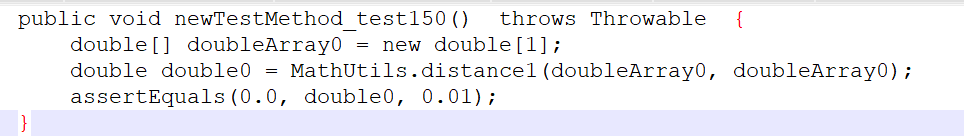 public void newTestMethod_test150()  throws Throwable  {
    double[] doubleArray0 = new double[1];
    double double0 = MathUtils.distance1(doubleArray0, doubleArray0);
    assertEquals(0.0, double0, 0.01);
}